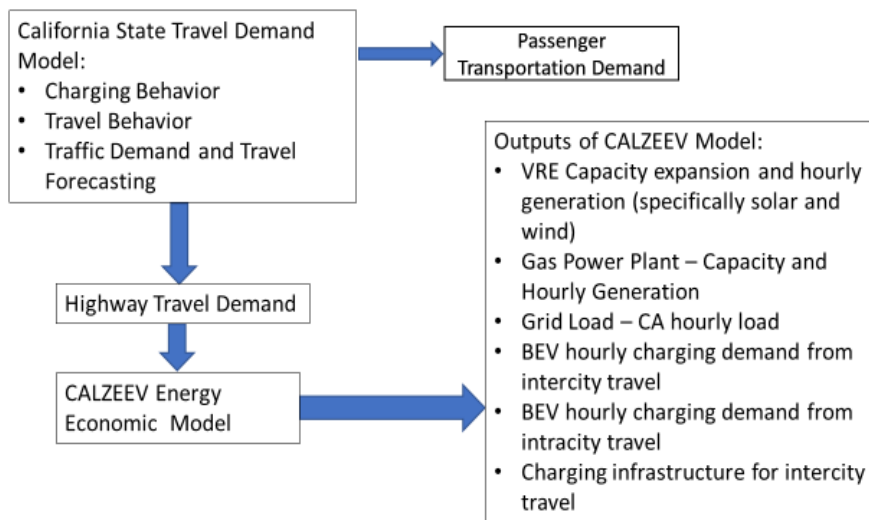 California State Travel Demand
Model:
• Charging Behavior
• Travel Behavior
• Traffic Demand and Travel
Forecasting
Passenger
Transportation Demand
Highway Travel Demand
CALZEEV Energy
Economic Model
Outputs of CALZEEV Model:
• VRE Capacity expansion and hourly
generation (specifically solar and
wind)
• Gas Power Plant – Capacity and
Hourly Generation
• Grid Load – CA hourly load
• BEV hourly charging demand from
intercity travel
• BEV hourly charging demand from
intracity travel
• Charging infrastructure for intercity
travel